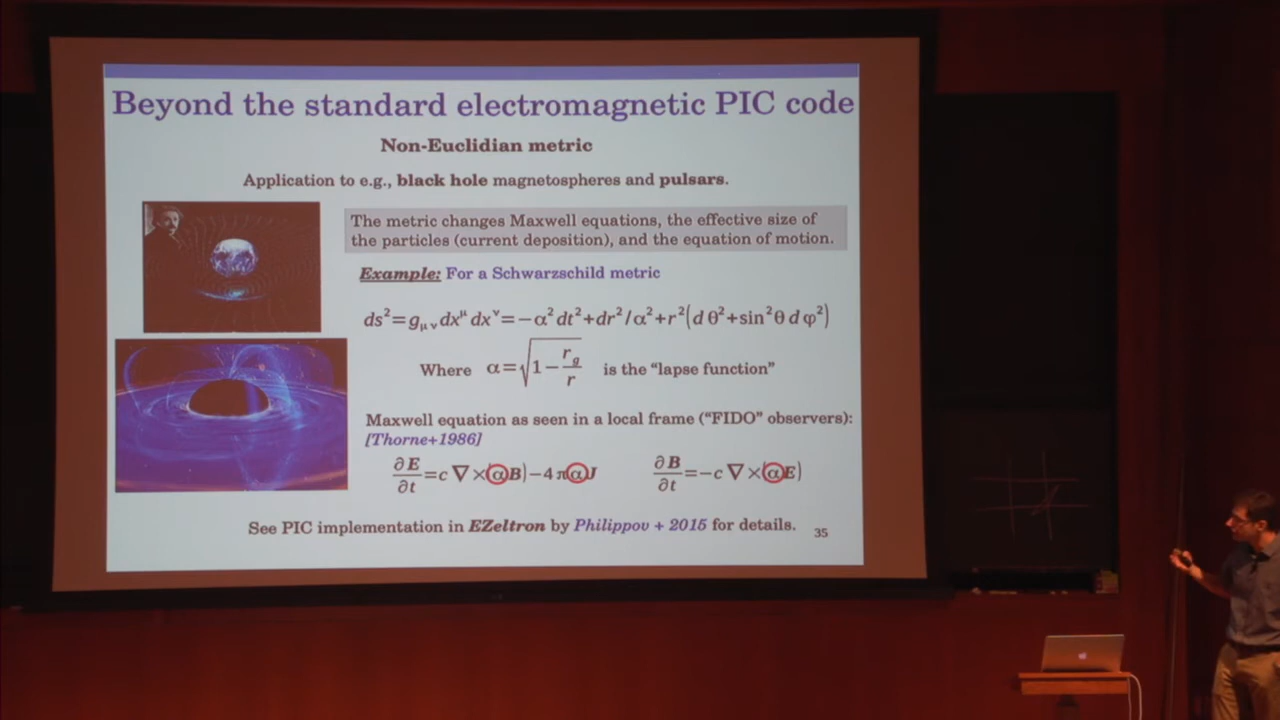 Beyond the standard electromagnetic PIC code
Non-Euclidian metric
Application to e.g., black hole magnetospheres and pulsars.
The metric changes Maxwell equations, the effective size of
the particles (current deposition), and the equation of motion.
Example: For a Schwarzschild metric
ds²=g_{μν}dx^μ dx^ν=−α²dt²+dr²/α²+r²(dθ²+sin²θdφ²)
Where α=√(1−r_g/r) is the "lapse function"
Maxwell equation as seen in a local frame ("FIDO" observers):
[Thorne+1986]
∂E/∂t=c∇×(αB)−4παJ ∂B/∂t=−c∇×(αE)
See PIC implementation in EZeltron by Philippov + 2015 for details.
35